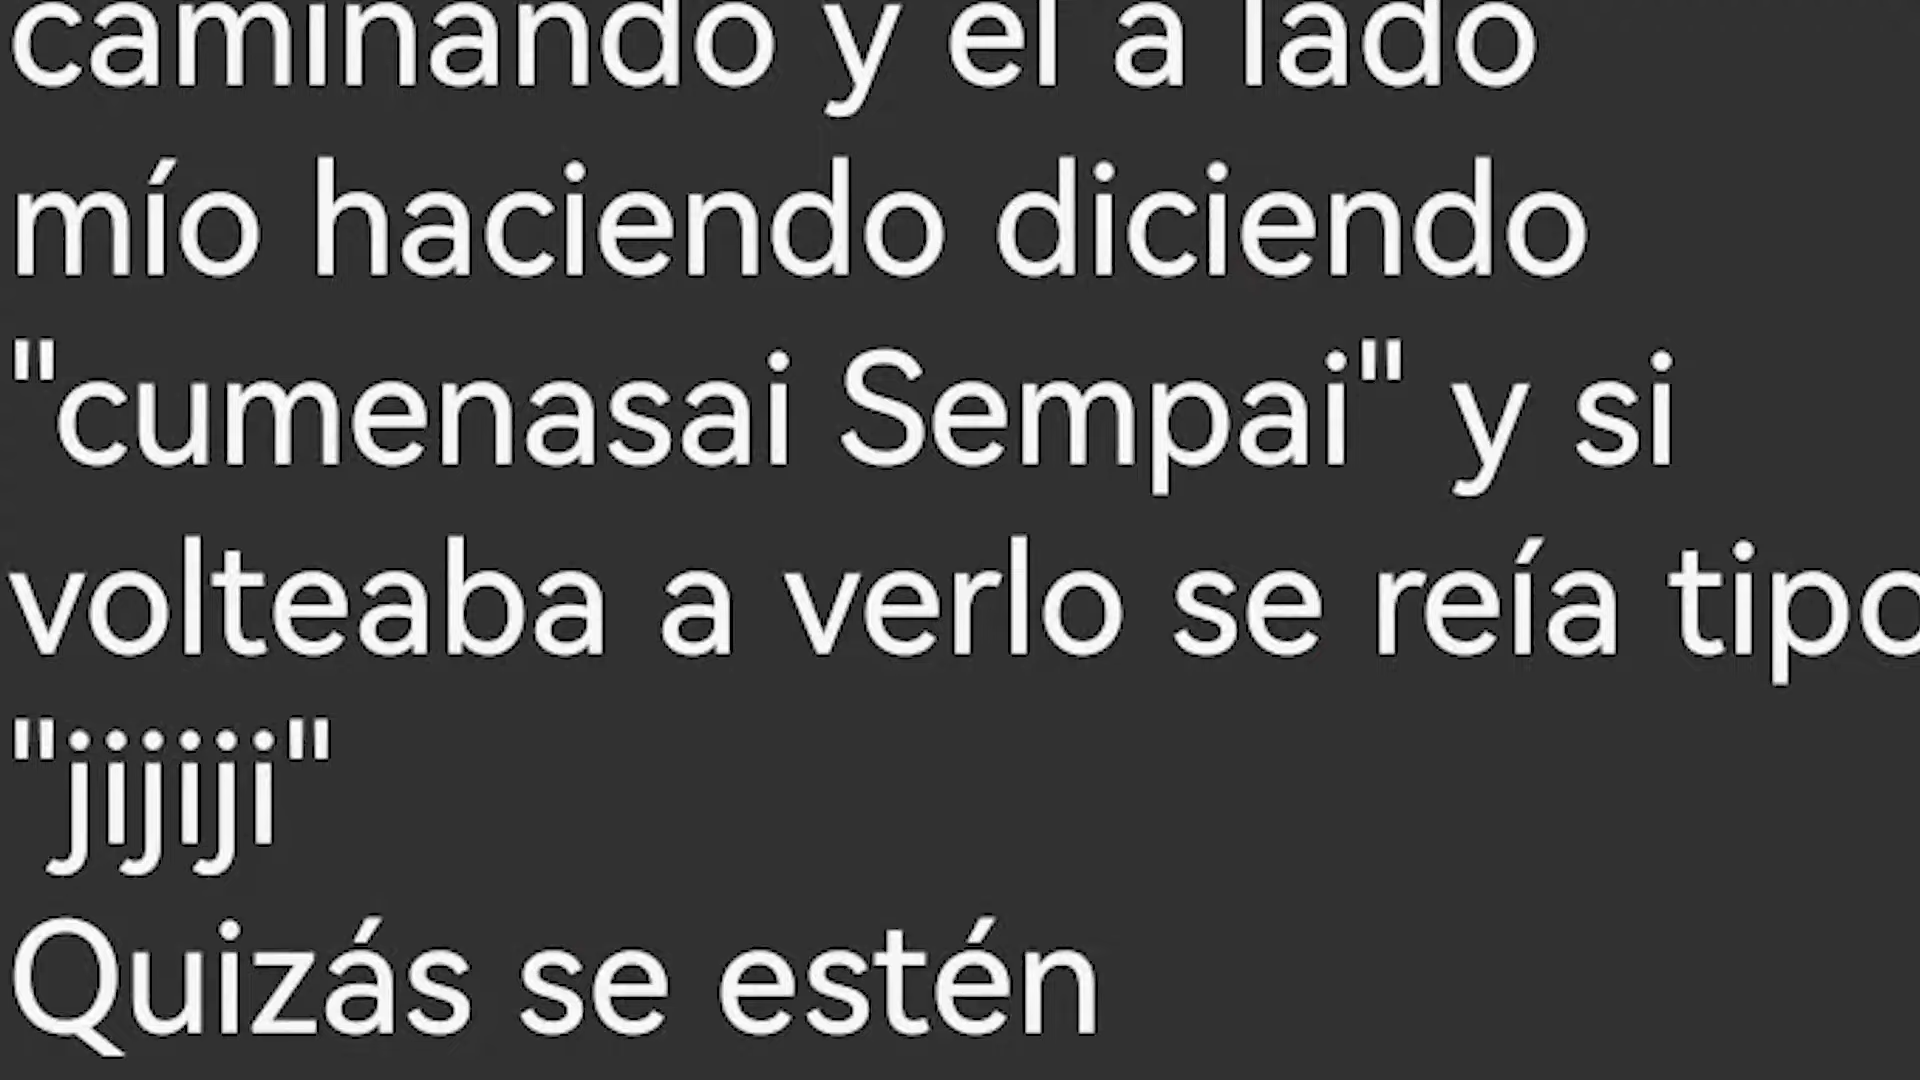 caminando y el a lado
mío haciendo diciendo
"cumenasai Sempai" y si
volteaba a verlo se reía tipo
"jijiji"
Quizás se estén